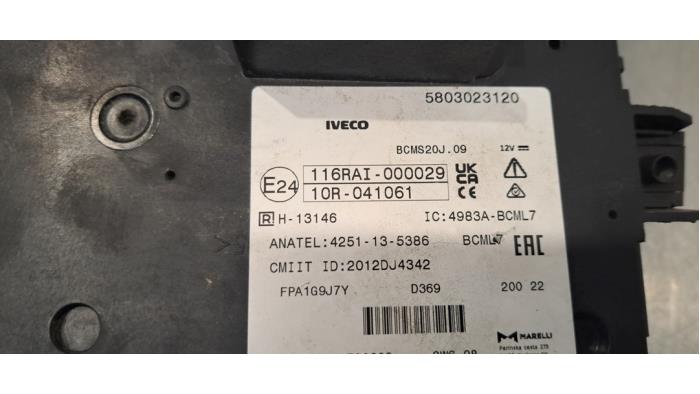 5803023120
IVECO
BCMS20J.09 12V
E24 116RAI-000029 UK CA
10R-041061 CE
R H-13146 IC:4983A-BCML7
ANATEL:4251-13-5386 BCML7 EAC
CMIIT ID:2012DJ4342
FPA1G9J7Y D369 200 22
MARELLI